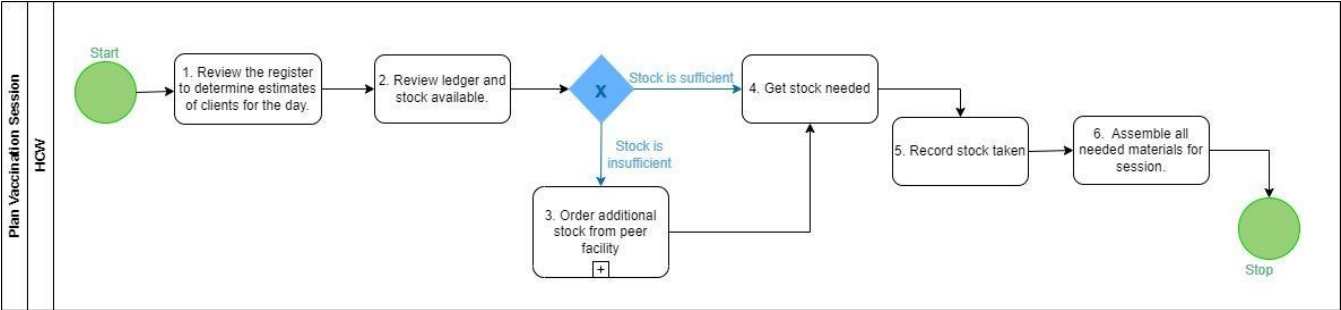 Plan Vaccination Session
HCW
Start
1. Review the register
to determine estimates
of clients for the day.
2. Review ledger and
stock available.
X
Stock is sufficient
Stock is
insufficient
3. Order additional
stock from peer
facility
+
4. Get stock needed
5. Record stock taken
6. Assemble all
needed materials for
session.
Stop